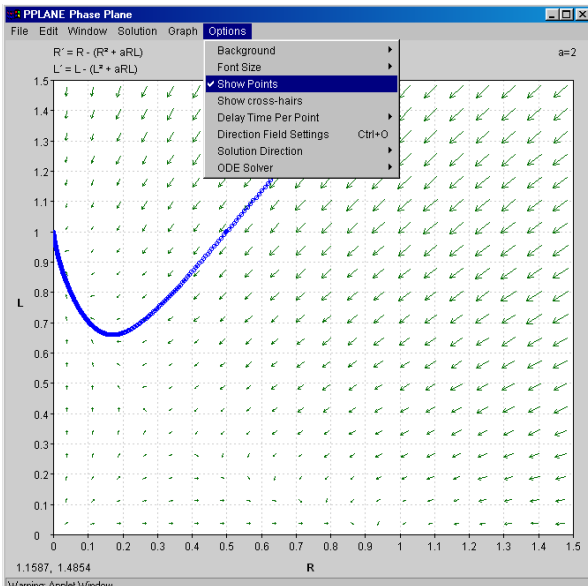 PPLANE Phase Plane
File Edit Window Solution Graph Options
R´ = R - (R² + aRL)
L´ = L - (L² + aRL)
a=2
Background
Font Size
Show Points
Show cross-hairs
Delay Time Per Point
Direction Field Settings Ctrl+O
Solution Direction
ODE Solver
1.5
1.4
1.3
1.2
1.1
1
0.9
0.8
L
0.7
0.6
0.5
0.4
0.3
0.2
0.1
0
0 0.1 0.2 0.3 0.4 0.5 0.6 0.7 0.8 0.9 1 1.1 1.2 1.3 1.4 1.5
1.1587, 1.4854
R
Warning: Applet Window